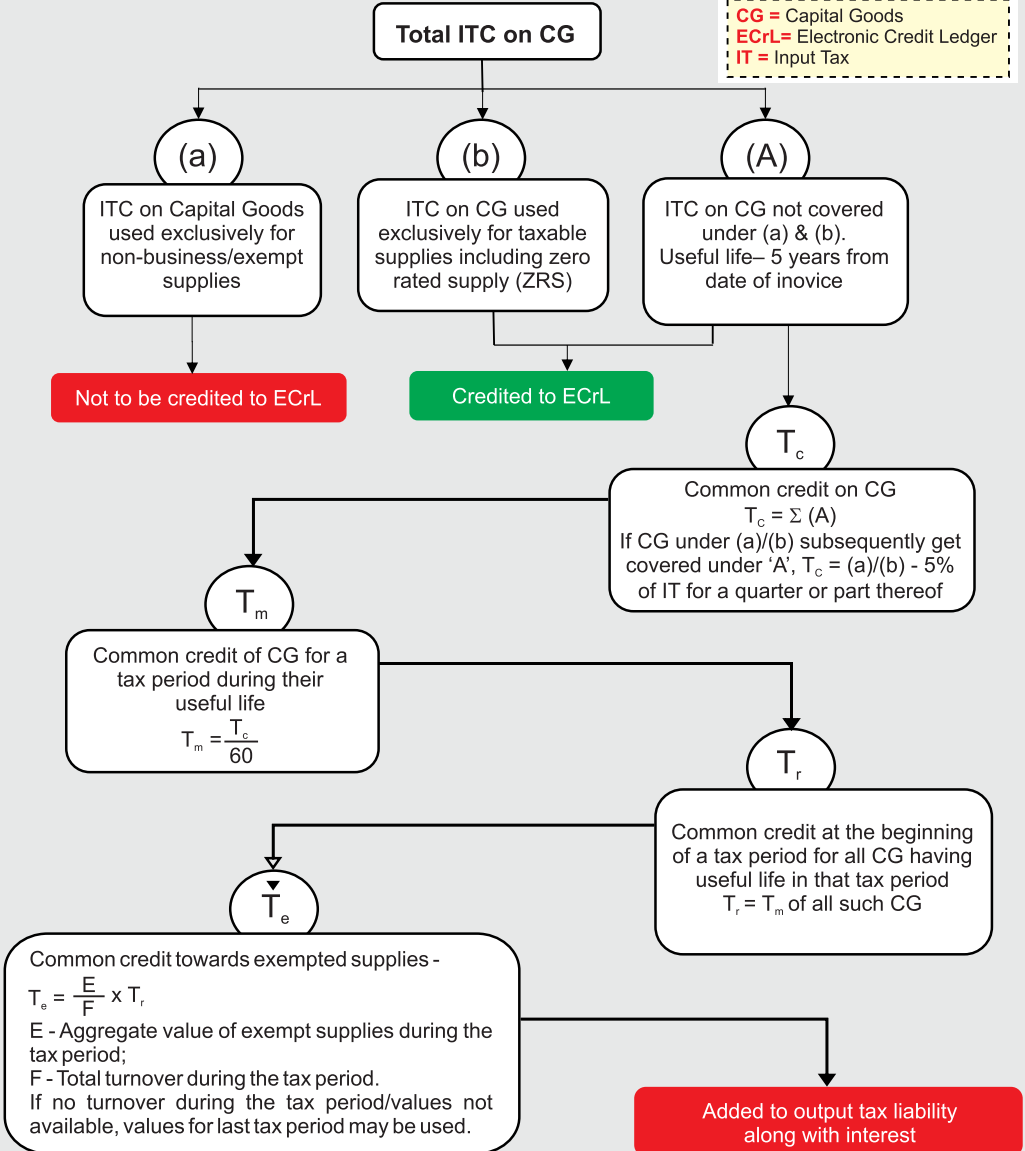 CG = Capital Goods
ECrL= Electronic Credit Ledger
IT = Input Tax
Total ITC on CG
(a)
ITC on Capital Goods
used exclusively for
non-business/exempt
supplies
(b)
ITC on CG used
exclusively for taxable
supplies including zero
rated supply (ZRS)
(A)
ITC on CG not covered
under (a) & (b).
Useful life– 5 years from
date of inovice
Not to be credited to ECrL
Credited to ECrL
Tc
Common credit on CG
Tc = Σ (A)
If CG under (a)/(b) subsequently get
covered under ‘A’, Tc = (a)/(b) - 5%
of IT for a quarter or part thereof
Tm
Common credit of CG for a
tax period during their
useful life
Tm = Tc/60
Tr
Common credit at the beginning
of a tax period for all CG having
useful life in that tax period
Tr = Tm of all such CG
Te
Common credit towards exempted supplies -
Te = E/F x Tr
E - Aggregate value of exempt supplies during the
tax period;
F - Total turnover during the tax period.
If no turnover during the tax period/values not
available, values for last tax period may be used.
Added to output tax liability
along with interest